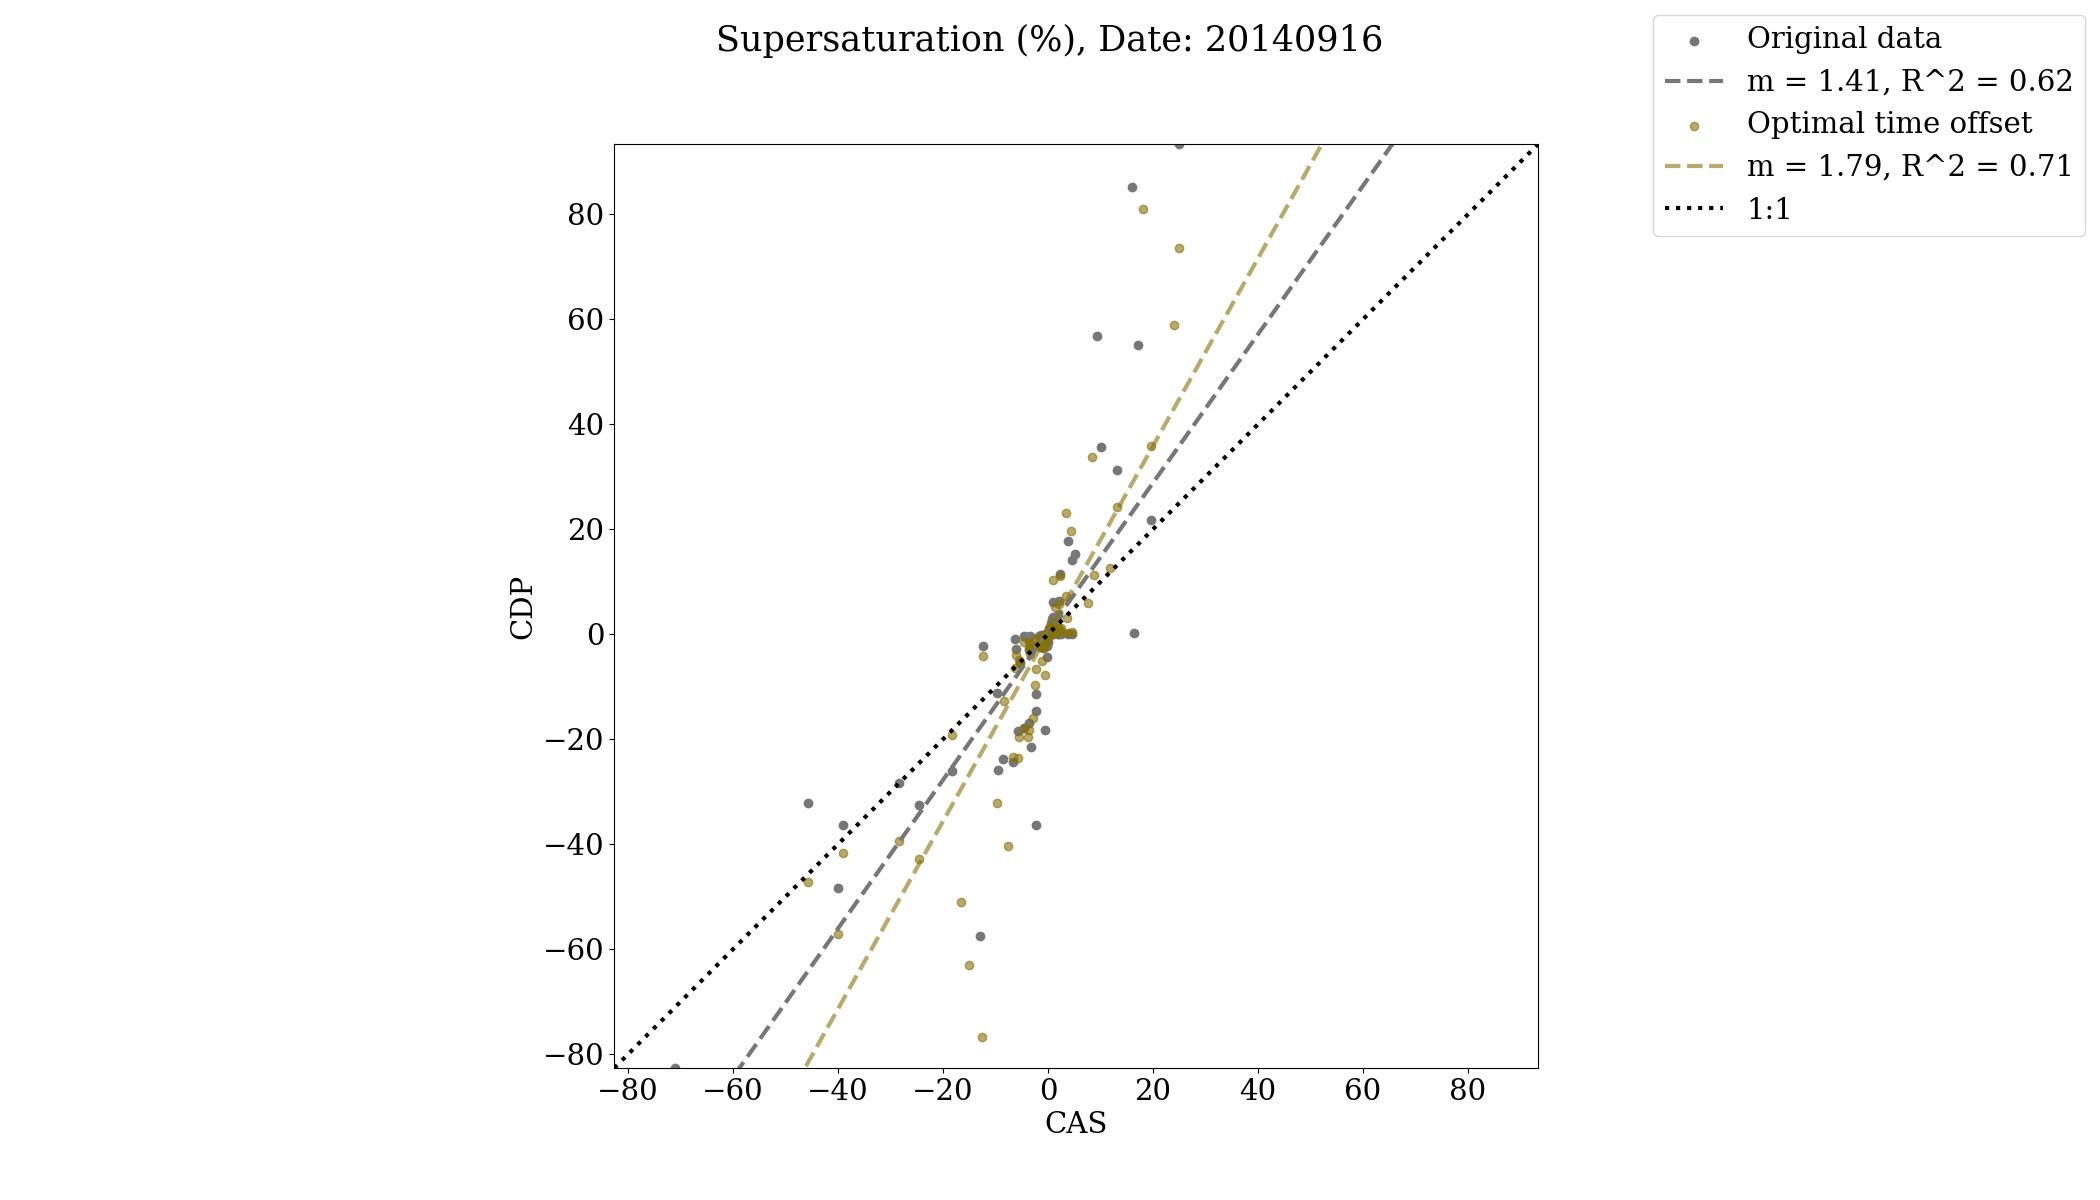 Supersaturation (%), Date: 20140916
Original data
m = 1.41, R^2 = 0.62
Optimal time offset
m = 1.79, R^2 = 0.71
1:1
80
60
40
20
0
−20
−40
−60
−80
CDP
−80 −60 −40 −20 0 20 40 60 80
CAS